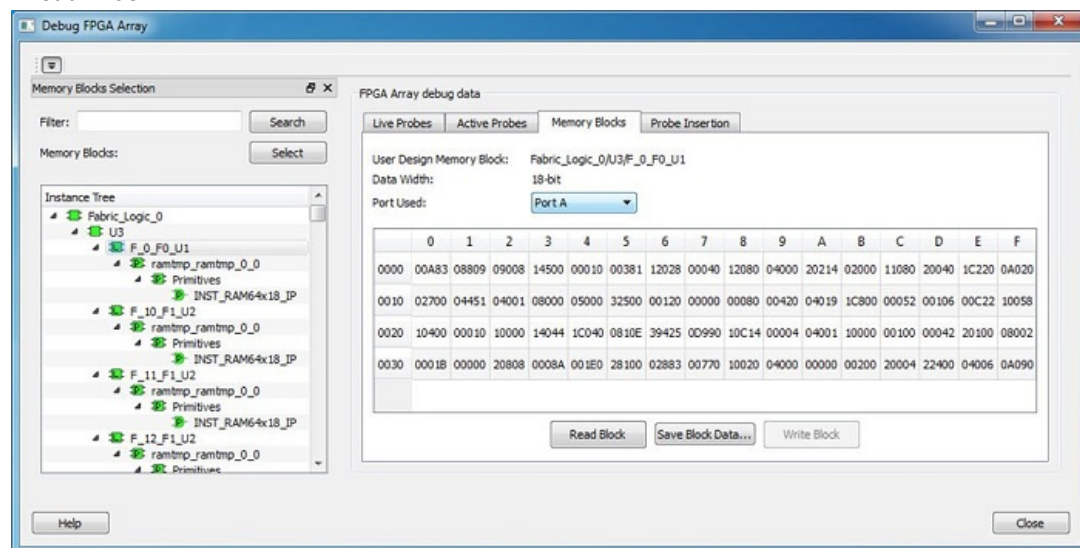 Debug FPGA Array
Memory Blocks Selection
Filter:
Search
Memory Blocks:
Select
Instance Tree
Fabric_Logic_0
U3
F_0_F0_U1
ramtmp_ramtmp_0_0
Primitives
INST_RAM64x18_IP
F_10_F1_U2
ramtmp_ramtmp_0_0
Primitives
INST_RAM64x18_IP
F_11_F1_U2
ramtmp_ramtmp_0_0
Primitives
INST_RAM64x18_IP
F_12_F1_U2
ramtmp_ramtmp_0_0
Primitives
FPGA Array debug data
Live Probes Active Probes Memory Blocks Probe Insertion
User Design Memory Block: Fabric_Logic_0/U3/F_0_F0_U1
Data Width: 18-bit
Port Used: Port A
0 1 2 3 4 5 6 7 8 9 A B C D E F
0000 00A83 08809 09008 14500 00010 00381 12028 00040 12080 04000 20214 02000 11080 20040 1C220 0A020
0010 02700 04451 04001 08000 05000 32500 00120 00000 00080 00420 04019 1C800 00052 00106 00C22 10058
0020 10400 00010 10000 14044 1C040 0810E 39425 0D990 10C14 00004 04001 10000 00100 00042 20100 08002
0030 0001B 00000 20808 0008A 001E0 28100 02883 00770 10020 04000 00000 00200 20004 22400 04006 0A090
Read Block Save Block Data... Write Block
Help Close